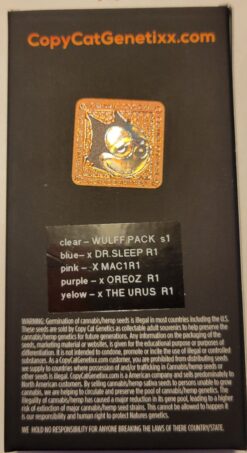 CopyCatGenetixx.com
clear – WULFF PACK s1
blue– x DR.SLEEP R1
pink – X MAC1R1
purple – x OREOZ R1
yelow – x THE URUS R1
WARNING: Germination of cannabis/hemp seeds is illegal in most countries including the U.S.
These seeds are sold by Copy Cat Genetics as collectable adult souvenirs to help preserve the
cannabis/hemp genetics for future generations. Any information on the packaging of the
seeds, marketing material or websites, is given for the educational purpose or purposes of
differentiation. It is not intended to condone, promote or incite the use of illegal or controlled
substances. As a CopyCatGenetixx.com customer, you are prohibited from distributing seeds
we supply to countries where possession of and/or trafficking in cannabis/hemp seeds or
other seeds is illegal. CopyCatGenetixx.com is a American company and sells predominately to
North American customers. By selling cannabis/hemp sativa seeds to persons unable to grow
cannabis, we are helping to circulate and preserve the pool of cannabis/hemp genetics. The
illegality of cannabis/hemp has caused a major reduction in its gene pool, leading to a higher
risk of extinction of major cannabis/hemp seed strains. This cannot be allowed to happen it
is our responsibility and human right to protect futures genetics.
WE HOLD NO RESPONSIBILITY FOR ANYONE BREAKING THE LAWS OF THERE COUNTRY/STATE.